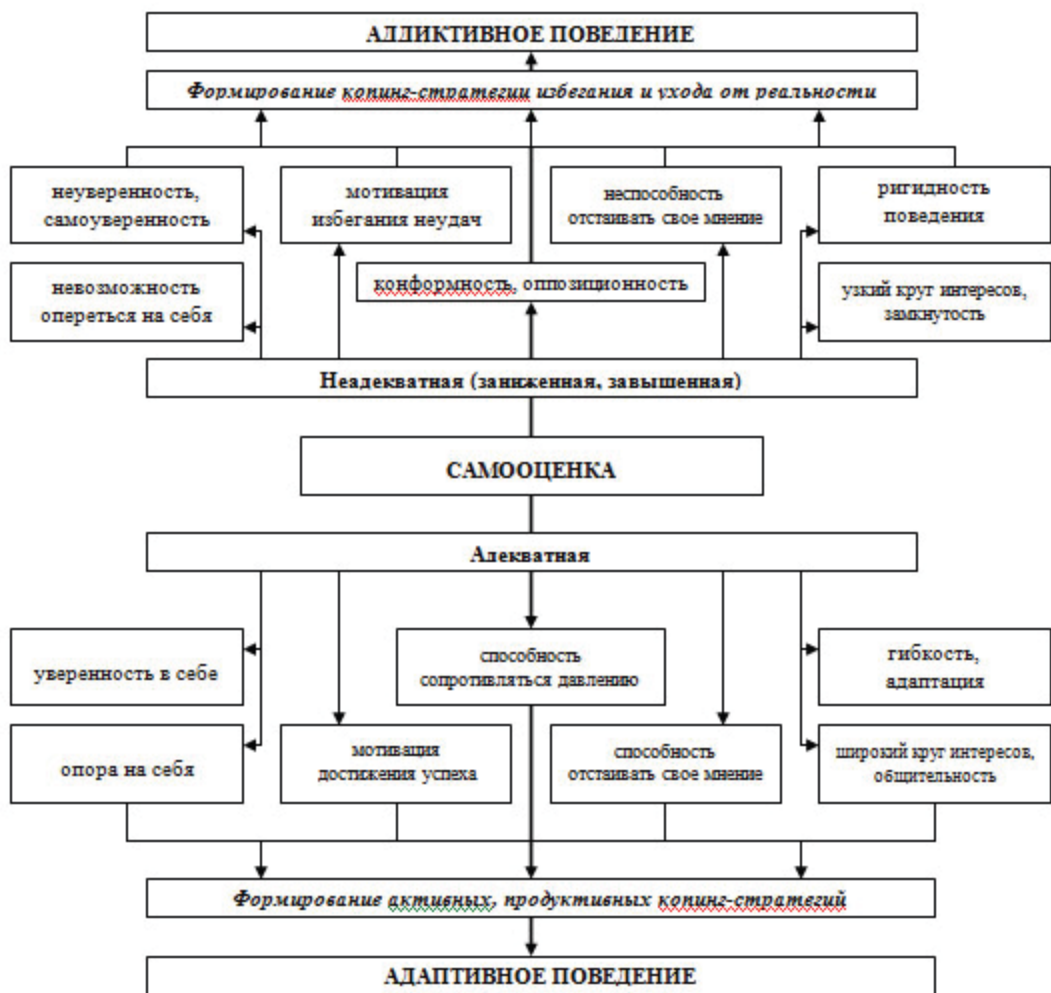 АДДИКТИВНОЕ ПОВЕДЕНИЕ
Формирование копинг-стратегии избегания и ухода от реальности
неуверенность,
самоуверенность
мотивация
избегания неудач
неспособность
отстаивать свое мнение
ригидность
поведения
невозможность
опереться на себя
конформность, оппозиционность
узкий круг интересов,
замкнутость
Неадекватная (заниженная, завышенная)
САМООЦЕНКА
Адекватная
уверенность в себе
способность
сопротивляться давлению
гибкость,
адаптация
опора на себя
мотивация
достижения успеха
способность
отстаивать свое мнение
широкий круг интересов,
общительность
Формирование активных, продуктивных копинг-стратегий
АДАПТИВНОЕ ПОВЕДЕНИЕ